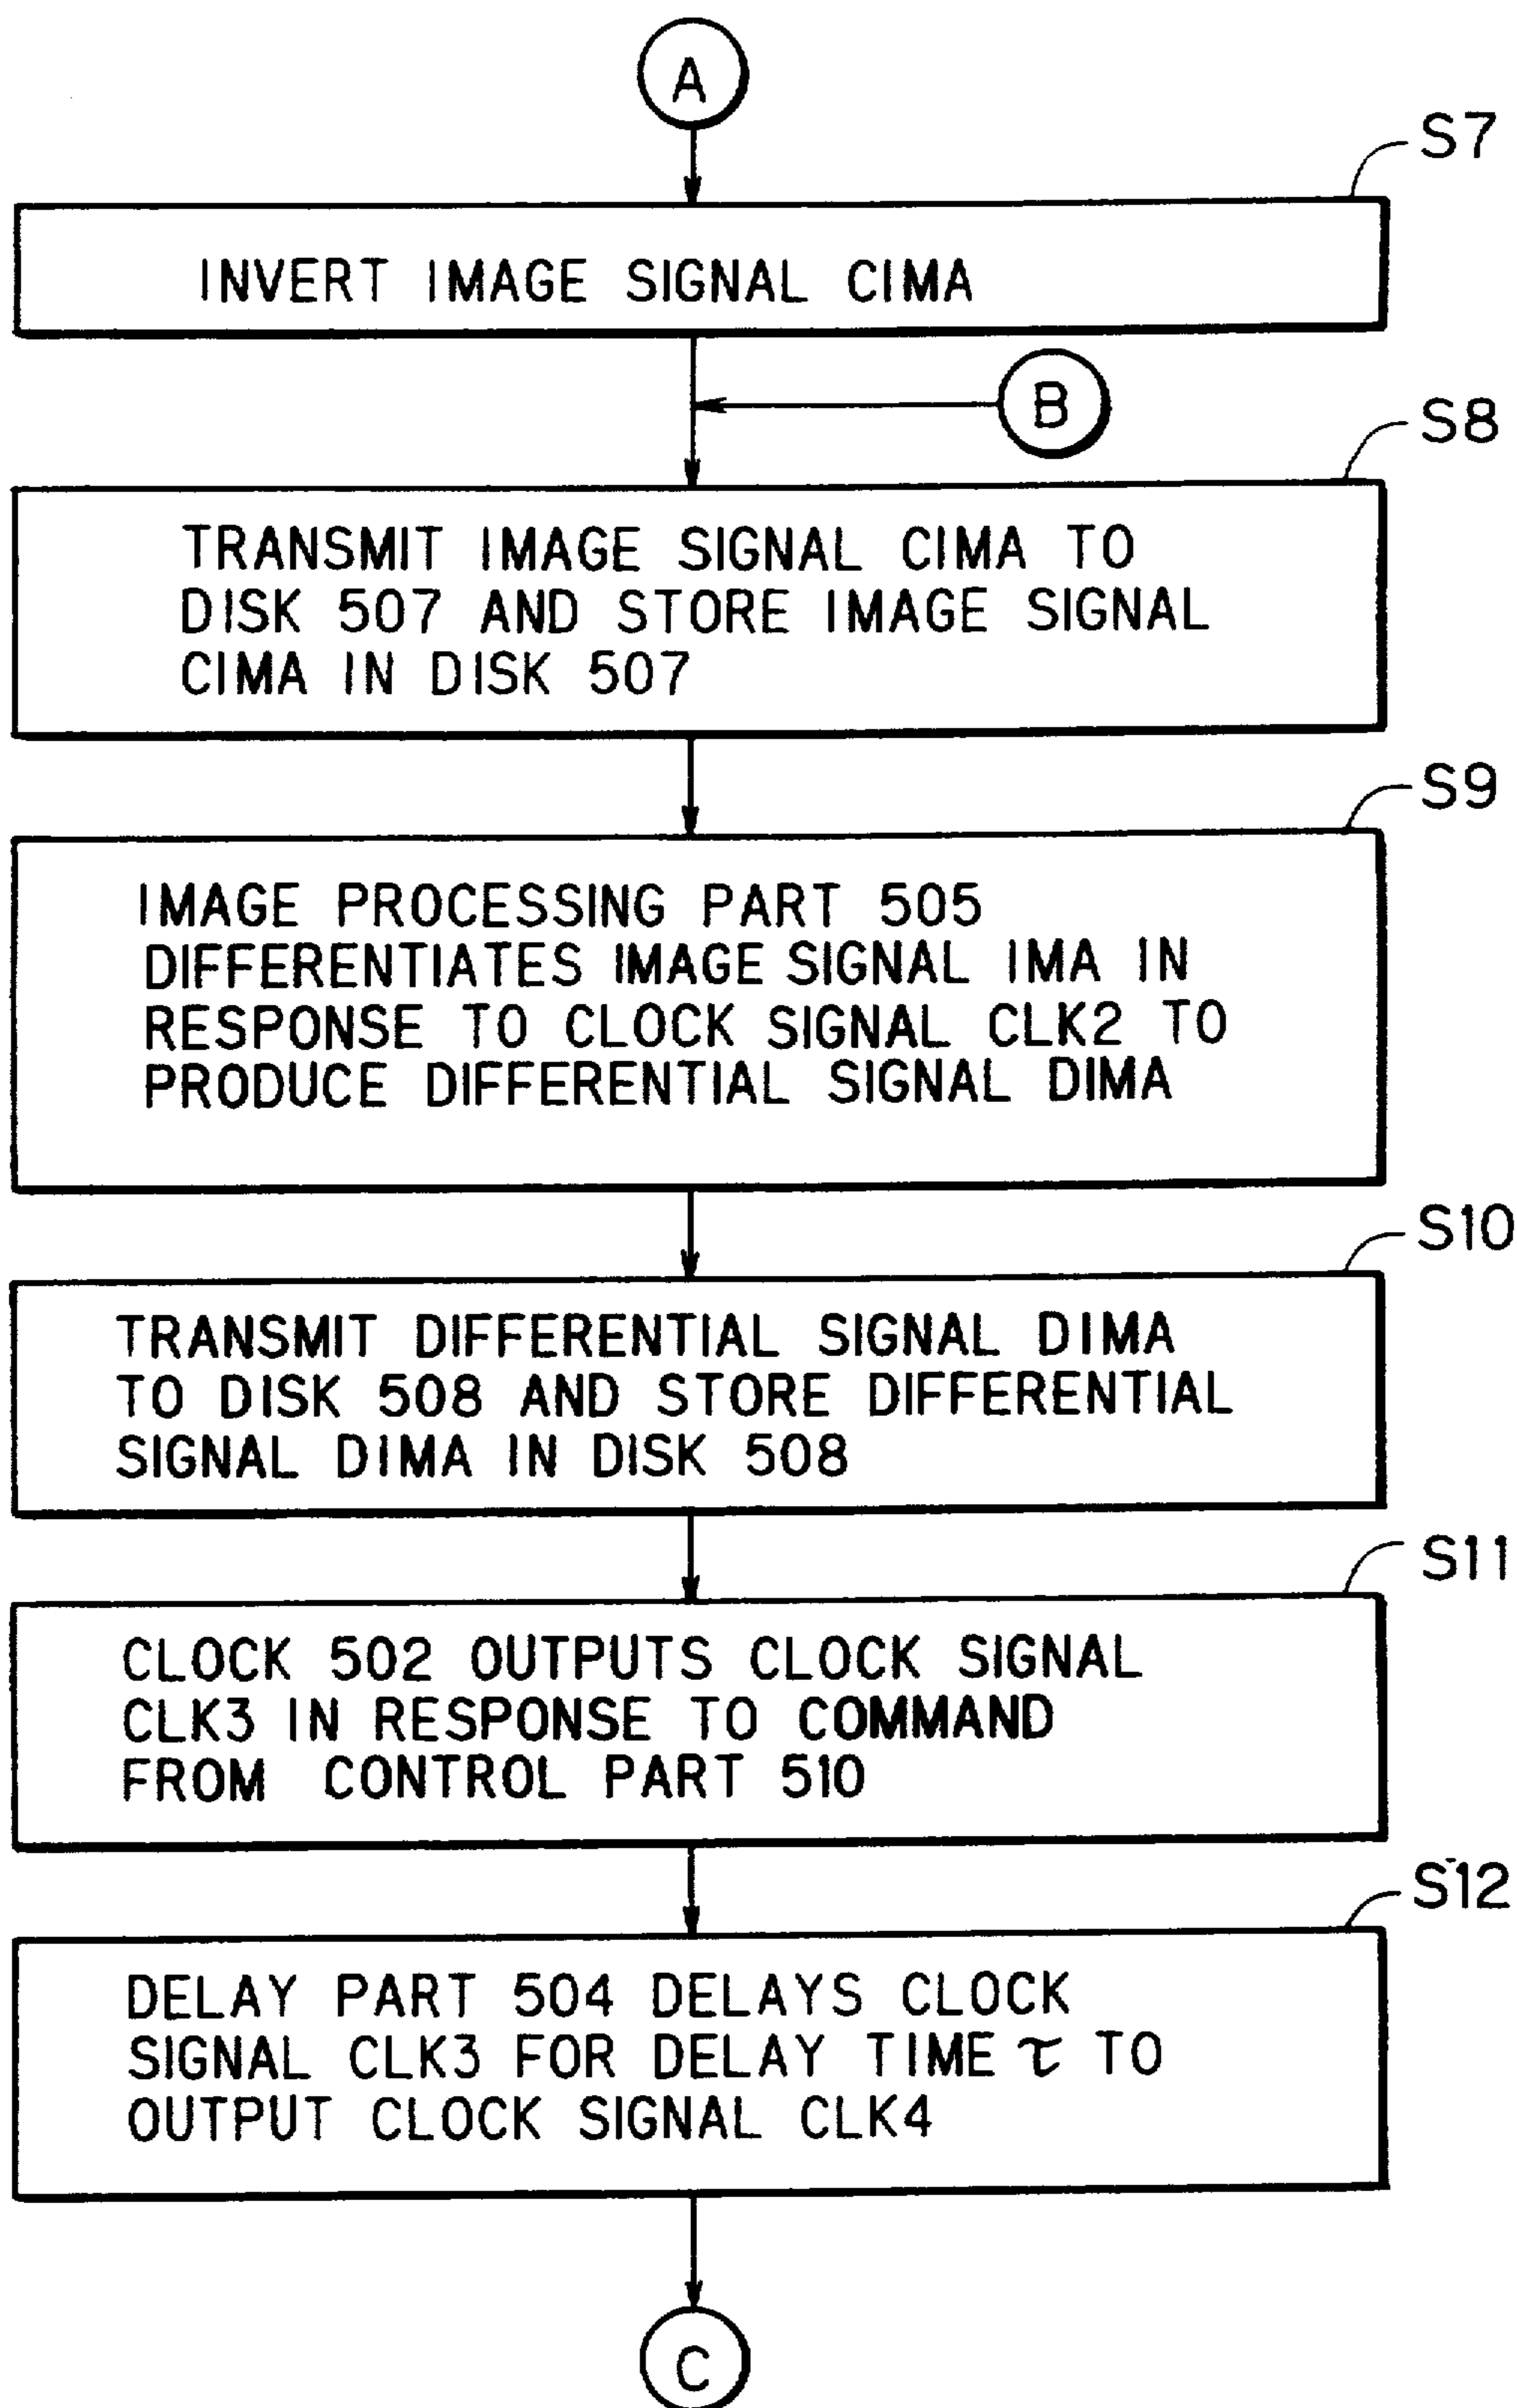 A
S7
INVERT IMAGE SIGNAL CIMA
B
S8
TRANSMIT IMAGE SIGNAL CIMA TO
DISK 507 AND STORE IMAGE SIGNAL
CIMA IN DISK 507
S9
IMAGE PROCESSING PART 505
DIFFERENTIATES IMAGE SIGNAL IMA IN
RESPONSE TO CLOCK SIGNAL CLK2 TO
PRODUCE DIFFERENTIAL SIGNAL DIMA
S10
TRANSMIT DIFFERENTIAL SIGNAL DIMA
TO DISK 508 AND STORE DIFFERENTIAL
SIGNAL DIMA IN DISK 508
S11
CLOCK 502 OUTPUTS CLOCK SIGNAL
CLK3 IN RESPONSE TO COMMAND
FROM CONTROL PART 510
S12
DELAY PART 504 DELAYS CLOCK
SIGNAL CLK3 FOR DELAY TIME τ TO
OUTPUT CLOCK SIGNAL CLK4
C